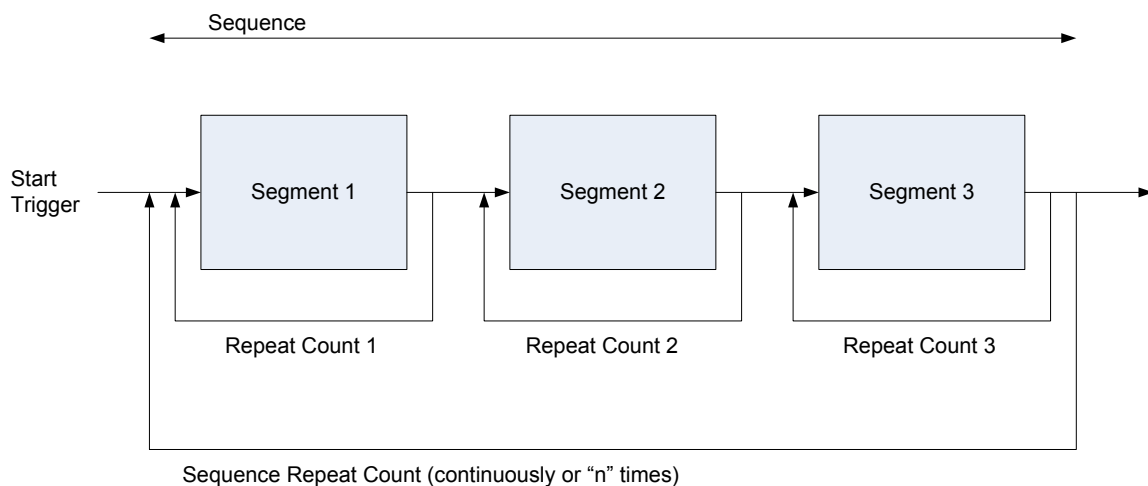 Sequence
Start
Trigger
Segment 1
Segment 2
Segment 3
Repeat Count 1
Repeat Count 2
Repeat Count 3
Sequence Repeat Count (continuously or “n” times)